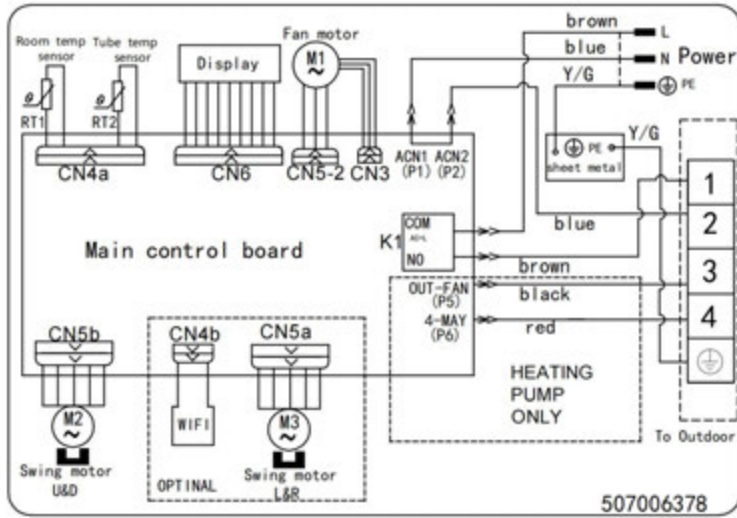 Room temp sensor
Tube temp sensor
θ
RT1
θ
RT2
Display
Fan motor
M1
~
CN4a
CN6
CN5-2
CN3
brown
blue
Y/G
L
N
Power
PE
ACN1
(P1)
ACN2
(P2)
PE
sheet metal
Y/G
Main control board
K1
COM
AC-L
NO
blue
brown
OUT-FAN
(P5)
black
4-MAY
(P6)
red
HEATING
PUMP
ONLY
1
2
3
4
To Outdoor
CN5b
M2
~
Swing motor
U&D
CN4b
WIFI
OPTINAL
CN5a
M3
~
Swing motor
L&R
507006378